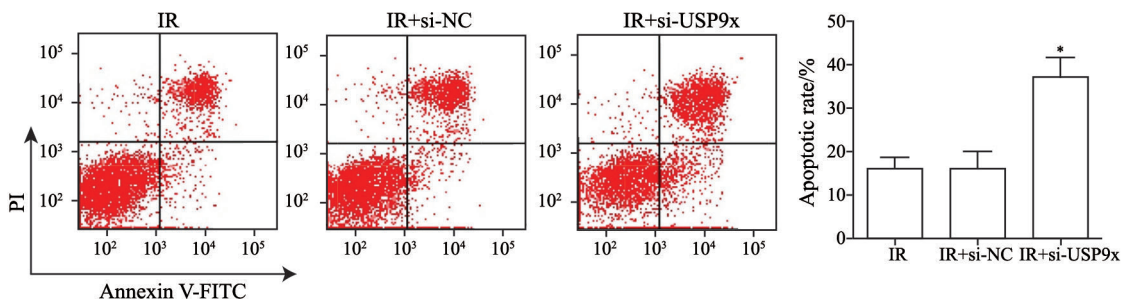 IR
IR+si-NC
IR+si-USP9x
PI
10⁵
10⁴
10³
10²
10² 10³ 10⁴ 10⁵
10⁵
10⁴
10³
10²
10² 10³ 10⁴ 10⁵
10⁵
10⁴
10³
10²
10² 10³ 10⁴ 10⁵
Annexin V-FITC
Apoptotic rate/%
50
40
30
20
10
0
*
IR IR+si-NC IR+si-USP9x